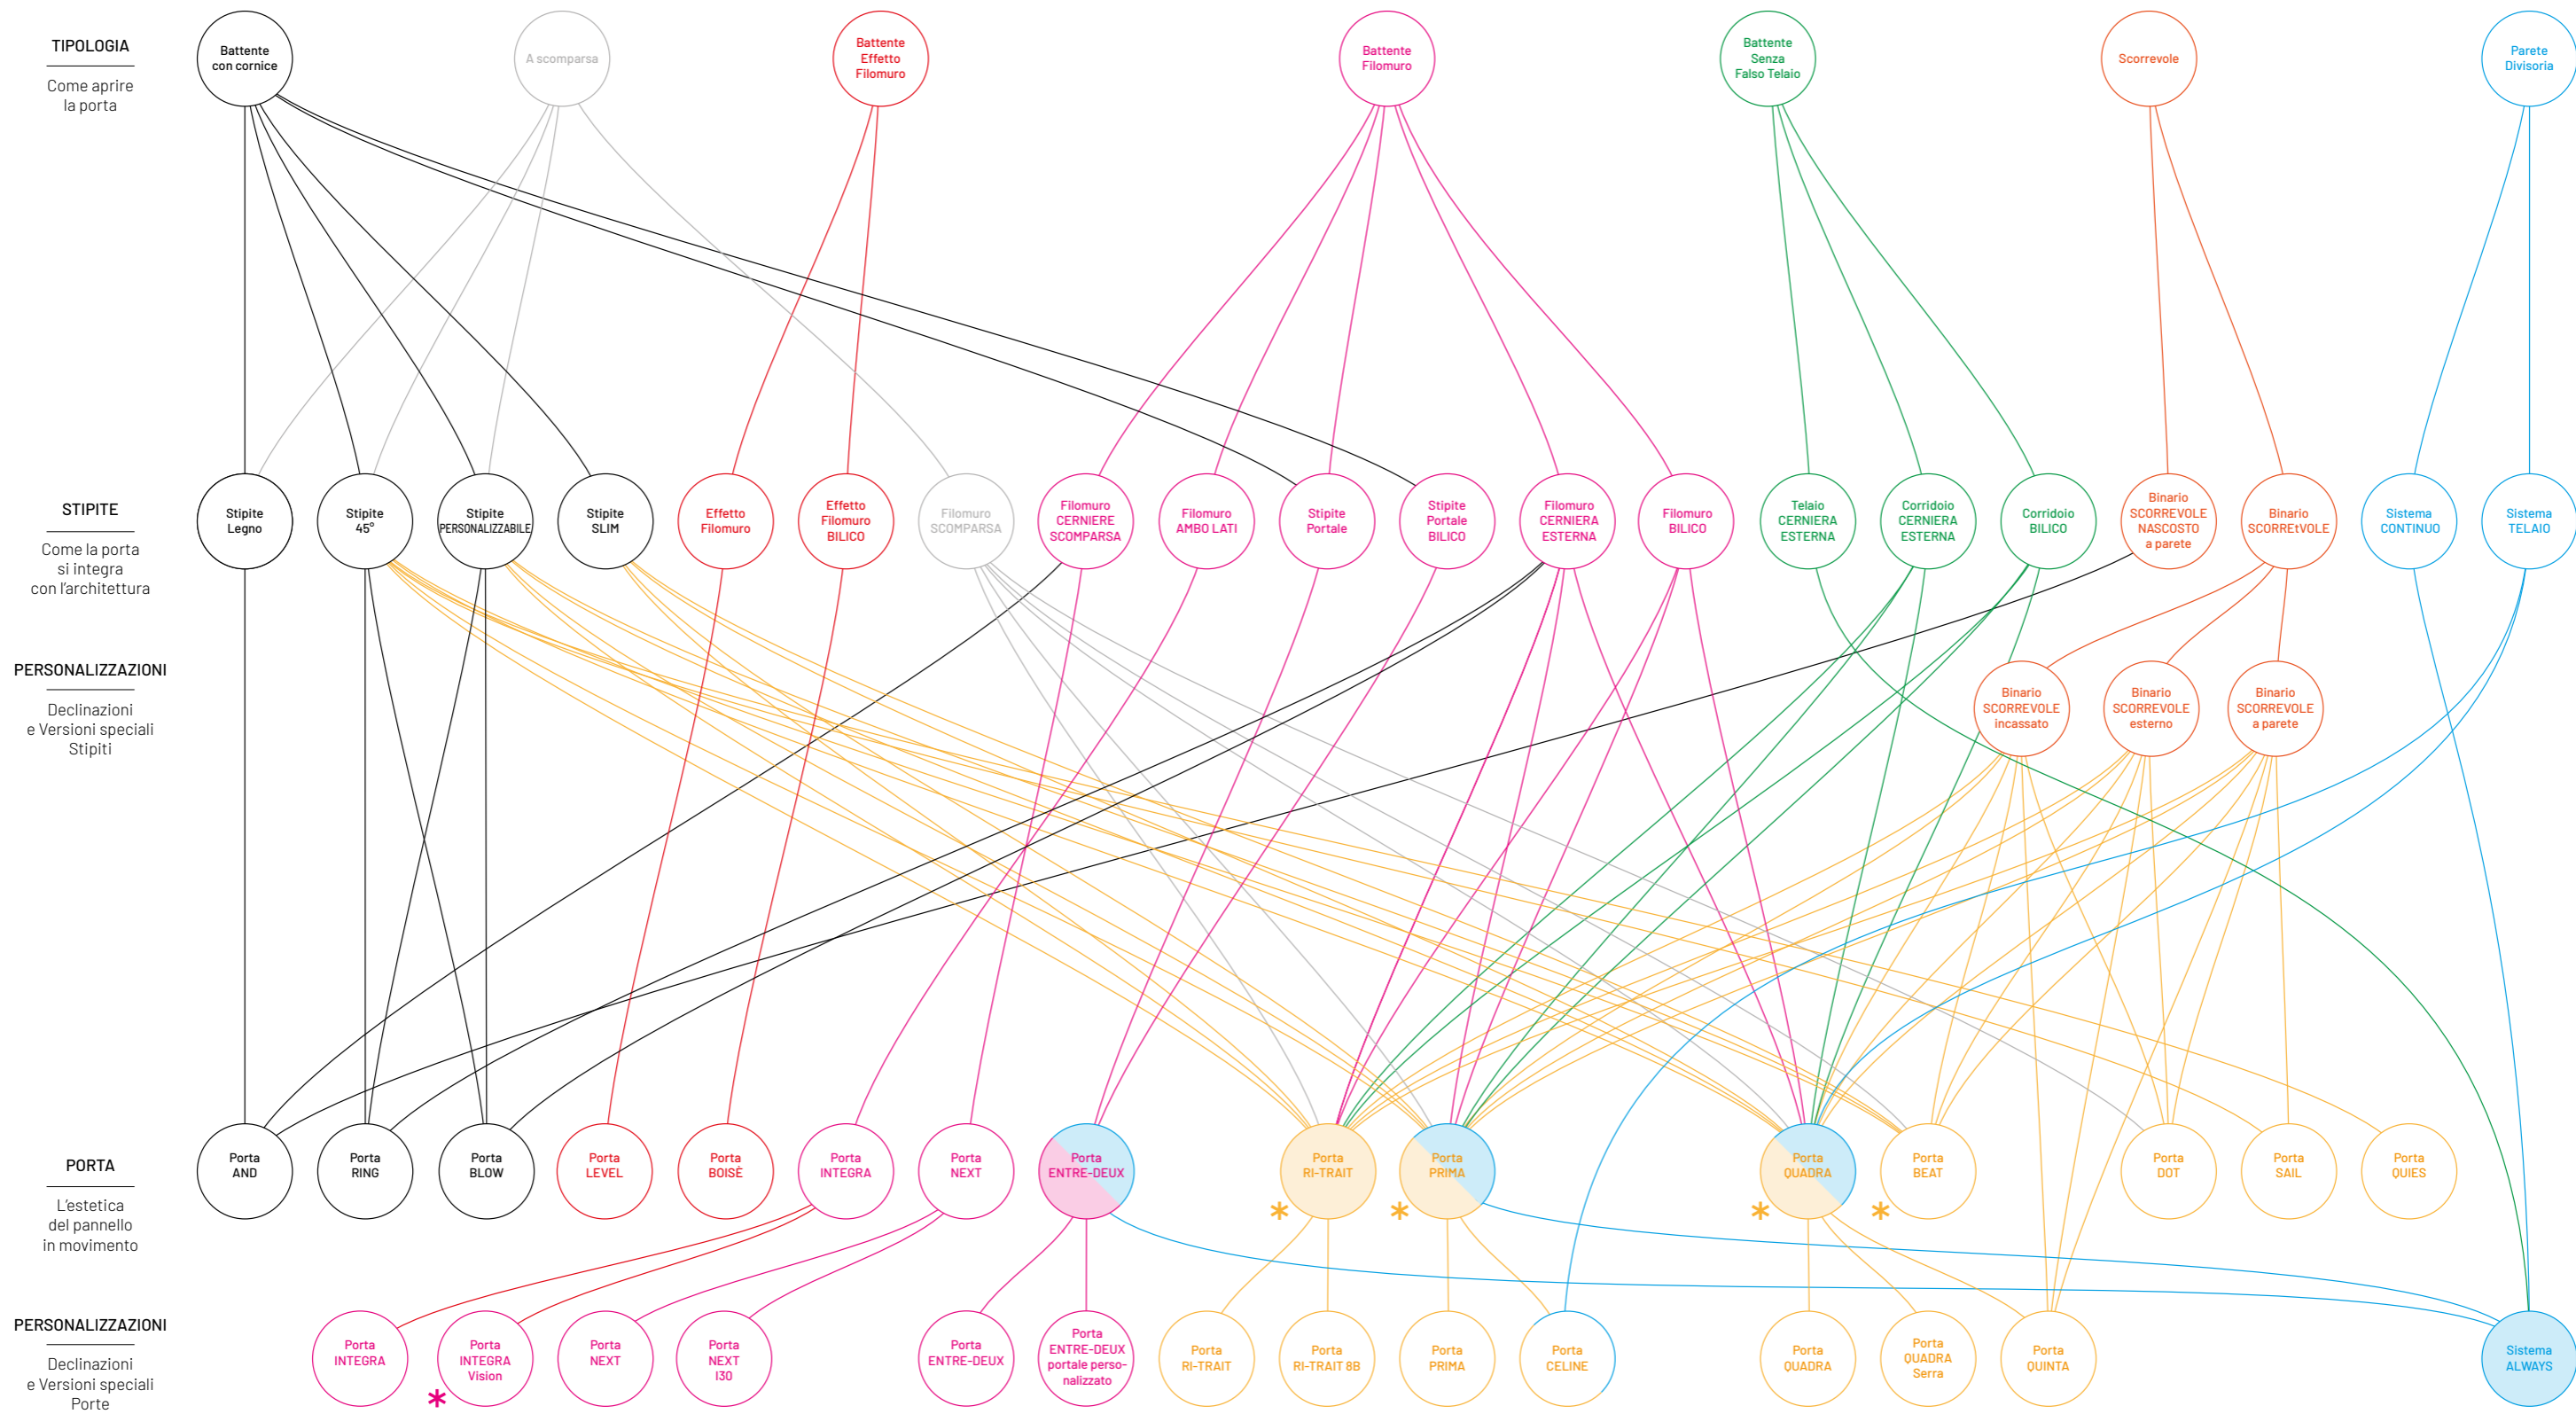 TIPOLOGIA
Come aprire
la porta
Battente
con cornice
A scomparsa
Battente
Effetto
Filomuro
Battente
Filomuro
Battente
Senza
Falso Telaio
Scorrevole
Parete
Divisoria
STIPITE
Come la porta
si integra
con l'architettura
Stipite
Legno
Stipite
45°
Stipite
PERSONALIZZABILE
Stipite
SLIM
Effetto
Filomuro
Effetto
Filomuro
BILICO
Filomuro
SCOMPARSA
Filomuro
CERNIERE
SCOMPARSA
Filomuro
AMBO LATI
Stipite
Portale
Stipite
Portale
BILICO
Filomuro
CERNIERA
ESTERNA
Filomuro
BILICO
Telaio
CERNIERA
ESTERNA
Corridoio
CERNIERA
ESTERNA
Corridoio
BILICO
Binario
SCORREVOLE
NASCOSTO
a parete
Binario
SCORREtVOLE
Sistema
CONTINUO
Sistema
TELAIO
PERSONALIZZAZIONI
Declinazioni
e Versioni speciali
Stipiti
Binario
SCORREVOLE
incassato
Binario
SCORREVOLE
esterno
Binario
SCORREVOLE
a parete
PORTA
L'estetica
del pannello
in movimento
Porta
AND
Porta
RING
Porta
BLOW
Porta
LEVEL
Porta
BOISÈ
Porta
INTEGRA
Porta
NEXT
Porta
ENTRE-DEUX
Porta
RI-TRAIT
*
Porta
PRIMA
*
Porta
QUADRA
*
Porta
BEAT
*
Porta
DOT
Porta
SAIL
Porta
QUIES
PERSONALIZZAZIONI
Declinazioni
e Versioni speciali
Porte
Porta
INTEGRA
Porta
INTEGRA
Vision
*
Porta
NEXT
Porta
NEXT
I30
Porta
ENTRE-DEUX
Porta
ENTRE-DEUX
portale perso-
nalizzato
Porta
RI-TRAIT
Porta
RI-TRAIT 8B
Porta
PRIMA
Porta
CELINE
Porta
QUADRA
Porta
QUADRA
Serra
Porta
QUINTA
Sistema
ALWAYS